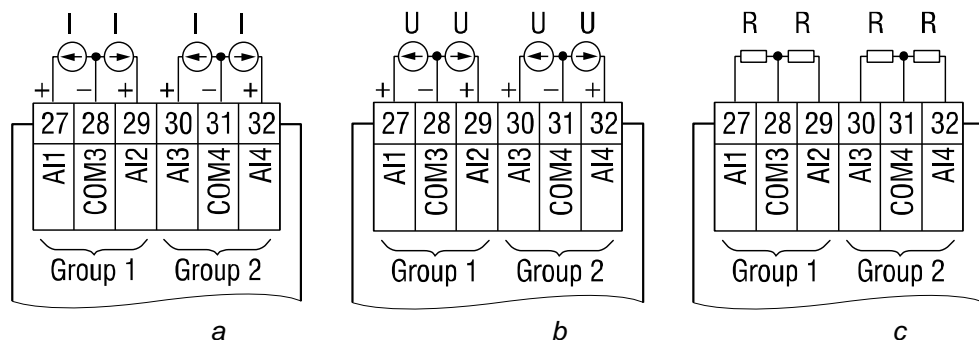 I I I I
+ – + + – +
27 28 29 30 31 32
AI1 COM3 AI2 AI3 COM4 AI4
Group 1 Group 2
a
U U U U
+ – + + – +
27 28 29 30 31 32
AI1 COM3 AI2 AI3 COM4 AI4
Group 1 Group 2
b
R R R R
27 28 29 30 31 32
AI1 COM3 AI2 AI3 COM4 AI4
Group 1 Group 2
c